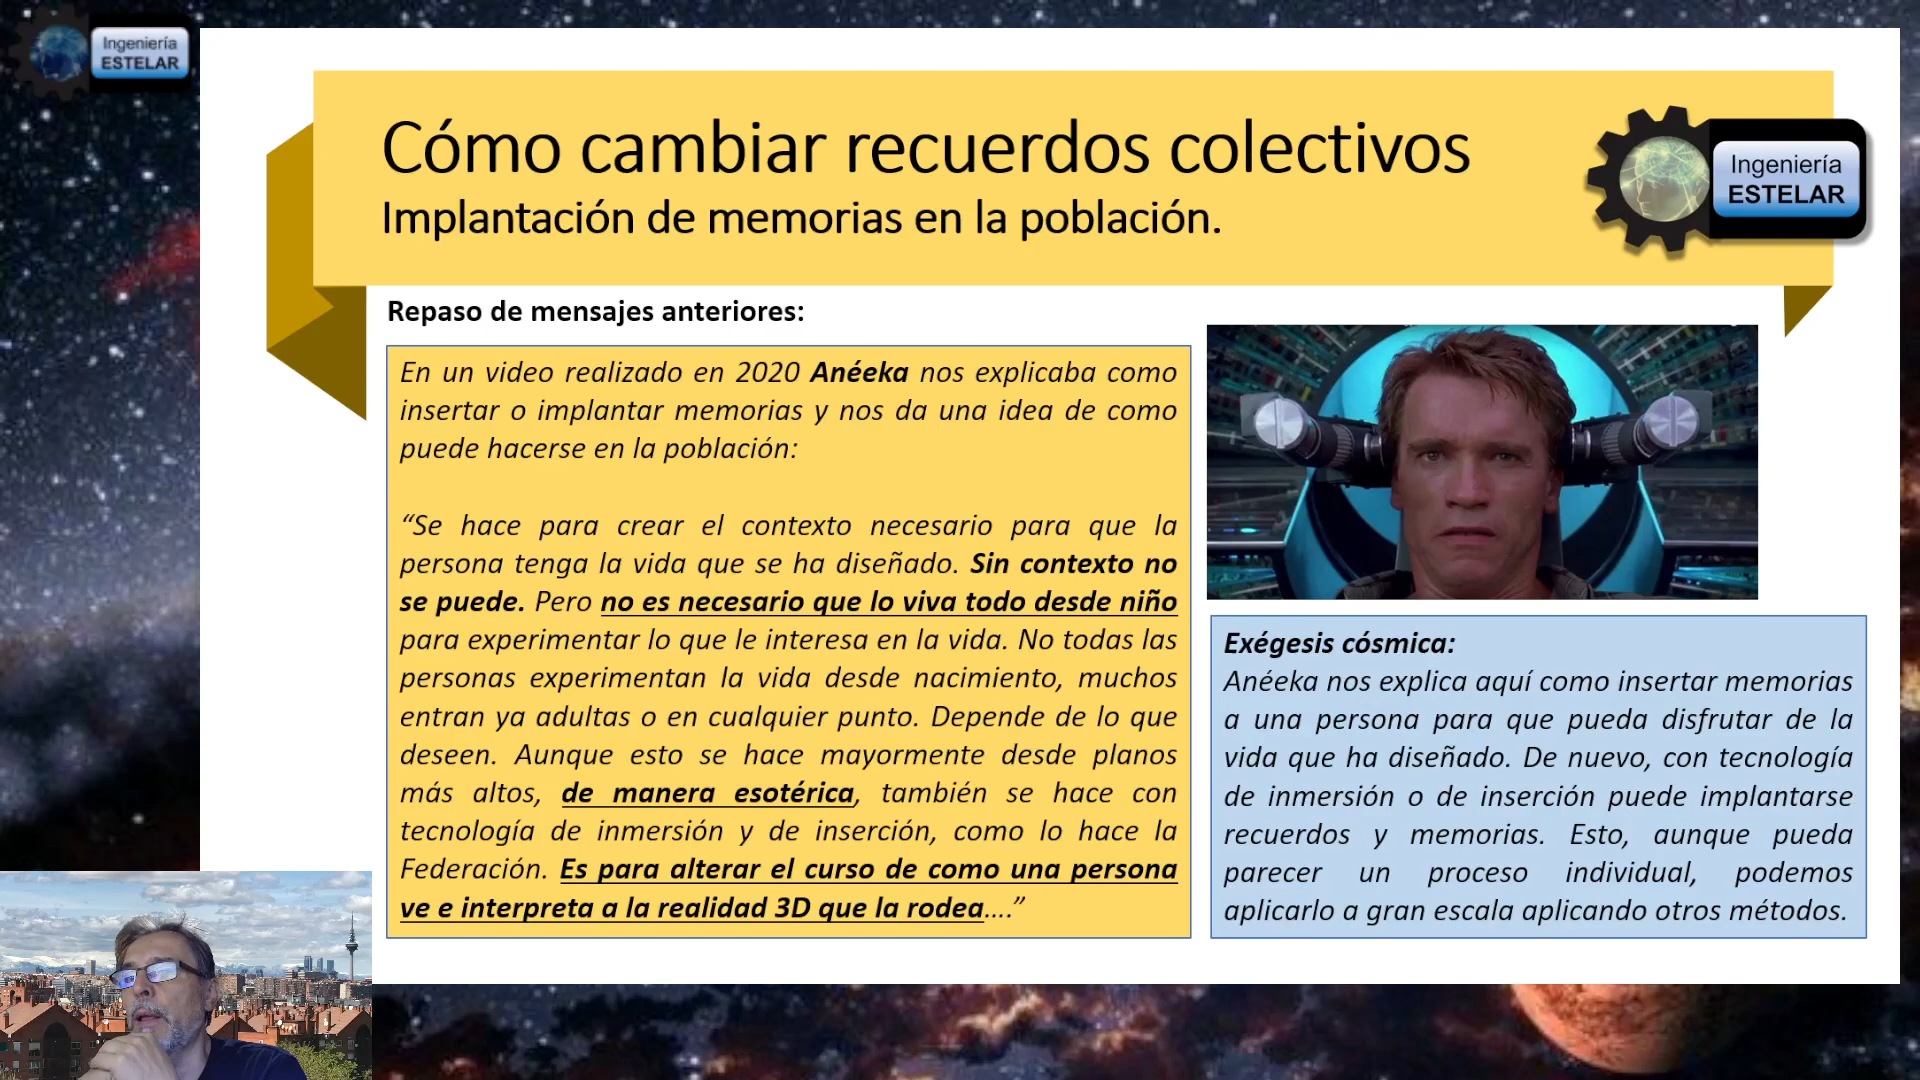 Ingeniería
ESTELAR
Cómo cambiar recuerdos colectivos
Implantación de memorias en la población.
Ingeniería
ESTELAR
Repaso de mensajes anteriores:
En un video realizado en 2020 Anéeka nos explicaba como
insertar o implantar memorias y nos da una idea de como
puede hacerse en la población:
“Se hace para crear el contexto necesario para que la
persona tenga la vida que se ha diseñado. Sin contexto no
se puede. Pero no es necesario que lo viva todo desde niño
para experimentar lo que le interesa en la vida. No todas las
personas experimentan la vida desde nacimiento, muchos
entran ya adultas o en cualquier punto. Depende de lo que
deseen. Aunque esto se hace mayormente desde planos
más altos, de manera esotérica, también se hace con
tecnología de inmersión y de inserción, como lo hace la
Federación. Es para alterar el curso de como una persona
ve e interpreta a la realidad 3D que la rodea....”
Exégesis cósmica:
Anéeka nos explica aquí como insertar memorias
a una persona para que pueda disfrutar de la
vida que ha diseñado. De nuevo, con tecnología
de inmersión o de inserción puede implantarse
recuerdos y memorias. Esto, aunque pueda
parecer un proceso individual, podemos
aplicarlo a gran escala aplicando otros métodos.